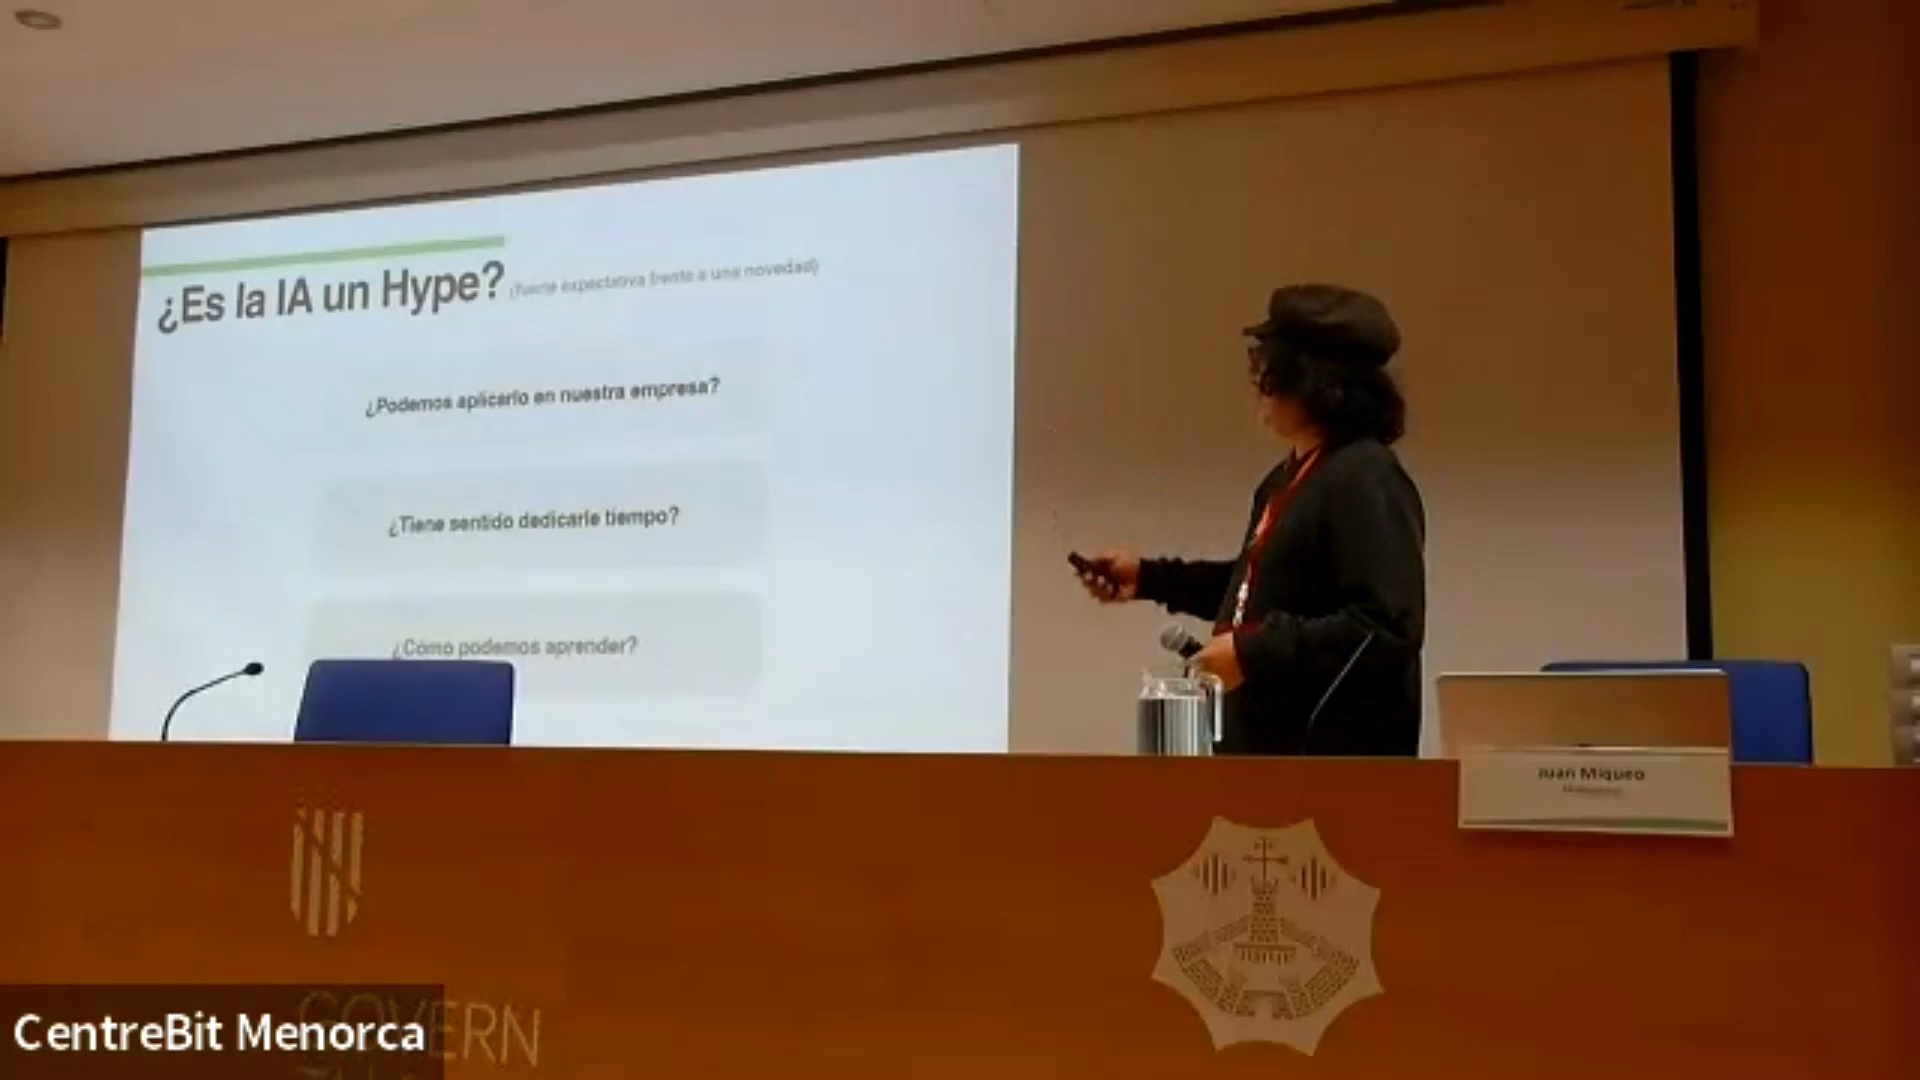 ¿Es la IA un Hype? (fuerte expectativa frente a una novedad)
¿Podemos aplicarlo en nuestra empresa?
¿Tiene sentido dedicarle tiempo?
¿Cómo podemos aprender?
Juan Miqueo
GOVERN
CentreBit Menorca